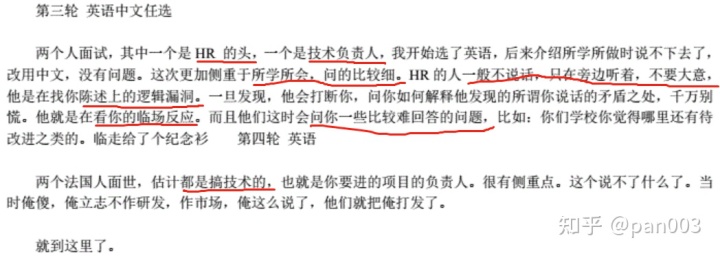 第三轮 英语中文任选
两个人面试，其中一个是 HR 的头，一个是技术负责人，我开始选了英语，后来介绍所学所做时说不下去了，
改用中文，没有问题。这次更加侧重于所学所会，问的比较细。HR 的人一般不说话，只在旁边听着，不要大意，
他是在找你陈述上的逻辑漏洞。一旦发现，他会打断你，问你如何解释他发现的所谓你说话的矛盾之处，千万别
慌。他就是在看你的临场反应。而且他们这时会问你一些比较难回答的问题，比如：你们学校你觉得哪里还有待
改进之类的。临走给了个纪念衫 第四轮 英语
两个法国人面世，估计都是搞技术的，也就是你要进的项目的负责人。很有侧重点。这个说不了什么了。当
时俺傻，俺立志不作研发，作市场，俺这么说了，他们就把俺打发了。
就到这里了。
知乎 @pan003